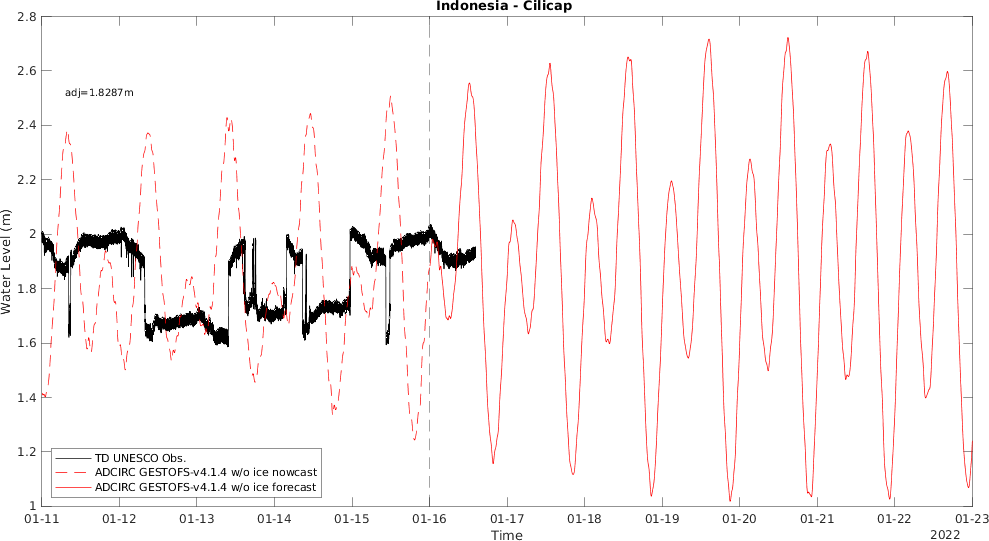 Indonesia - Cilicap
2.8
2.6
2.4
2.2
2
1.8
1.6
1.4
1.2
1
Water Level (m)
adj=1.8287m
TD UNESCO Obs.
ADCIRC GESTOFS-v4.1.4 w/o ice nowcast
ADCIRC GESTOFS-v4.1.4 w/o ice forecast
01-11 01-12 01-13 01-14 01-15 01-16 01-17 01-18 01-19 01-20 01-21 01-22 01-23
Time
2022